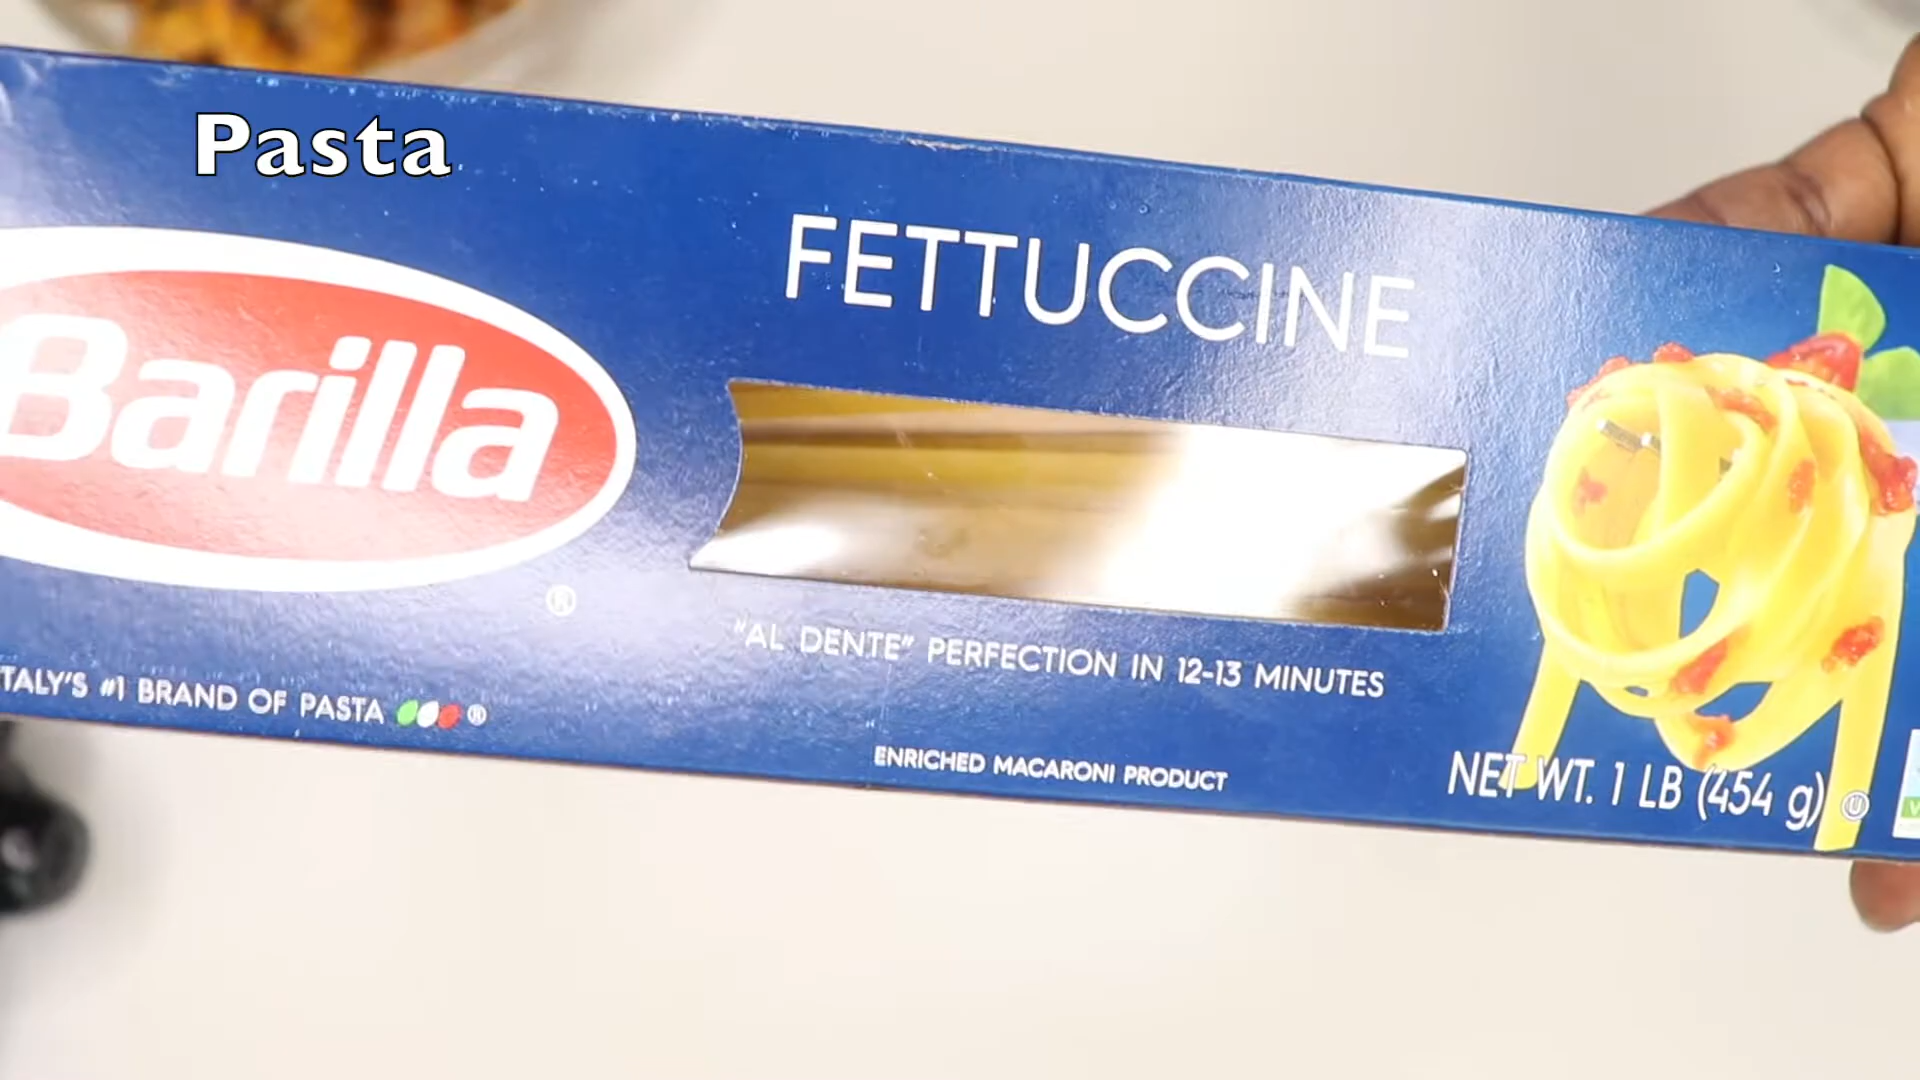 Pasta
FETTUCCINE
Barilla
®
"AL DENTE" PERFECTION IN 12-13 MINUTES
TALY'S #1 BRAND OF PASTA ®
ENRICHED MACARONI PRODUCT
NET WT. 1 LB (454 g) U